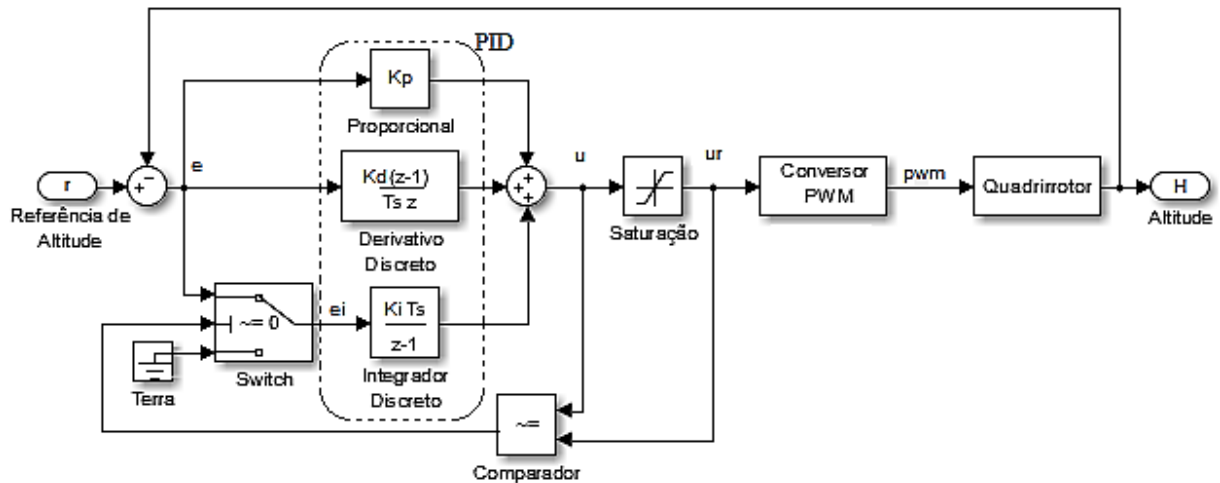 PID
Kp
Proporcional
e
r
Referência de
Altitude
Kd(z-1)
Ts z
Derivativo
Discreto
u
ur
Saturação
Conversor
PWM
pwm
Quadrirrotor
H
Altitude
~= 0
Switch
Terra
ei
Ki Ts
z-1
Integrador
Discreto
~=
Comparador